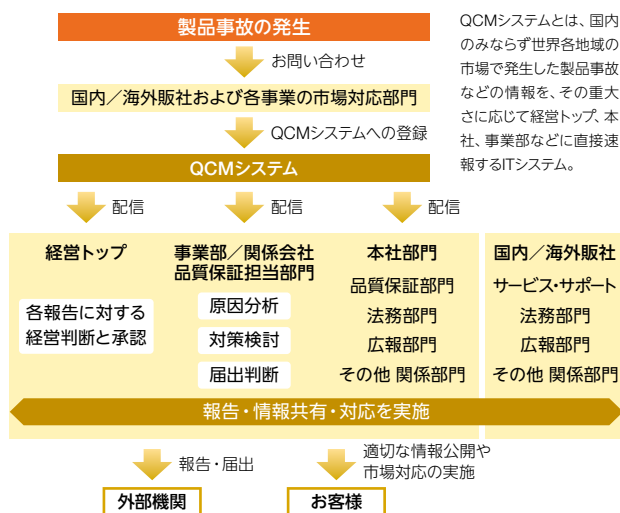 製品事故の発生
お問い合わせ
国内／海外販社および各事業の市場対応部門
QCMシステムへの登録
QCMシステム
QCMシステムとは、国内
のみならず世界各地域の
市場で発生した製品事故
などの情報を、その重大
さに応じて経営トップ、本
社、事業部などに直接速
報するITシステム。
配信
配信
配信
経営トップ
各報告に対する
経営判断と承認
事業部／関係会社
品質保証担当部門
原因分析
対策検討
届出判断
本社部門
品質保証部門
法務部門
広報部門
その他 関係部門
国内／海外販社
サービス・サポート
法務部門
広報部門
その他 関係部門
報告・情報共有・対応を実施
報告・届出
適切な情報公開や
市場対応の実施
外部機関
お客様